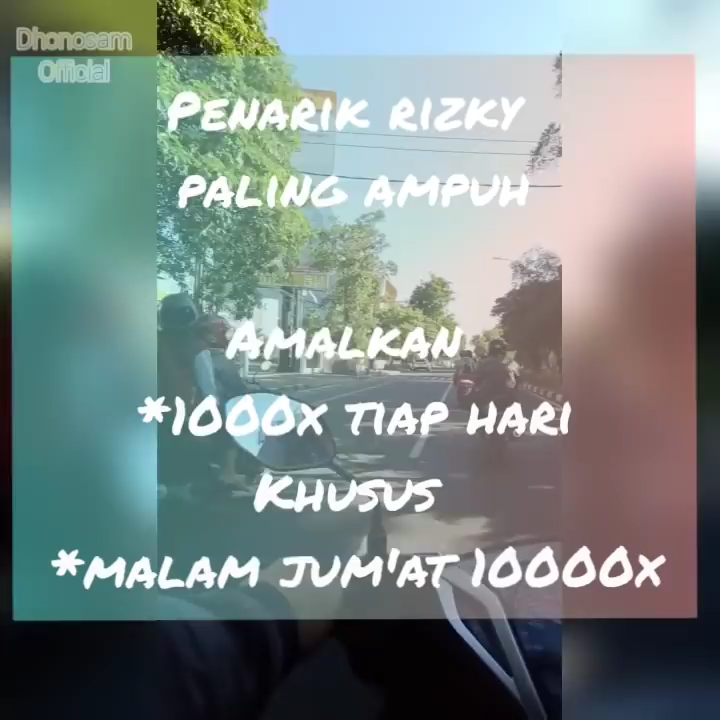 Dhonosam
Official
PENARIK RIZKY
PALING AMPUH
AMALKAN
*1000X TIAP HARI
KHUSUS
*MALAM JUM'AT 10000X